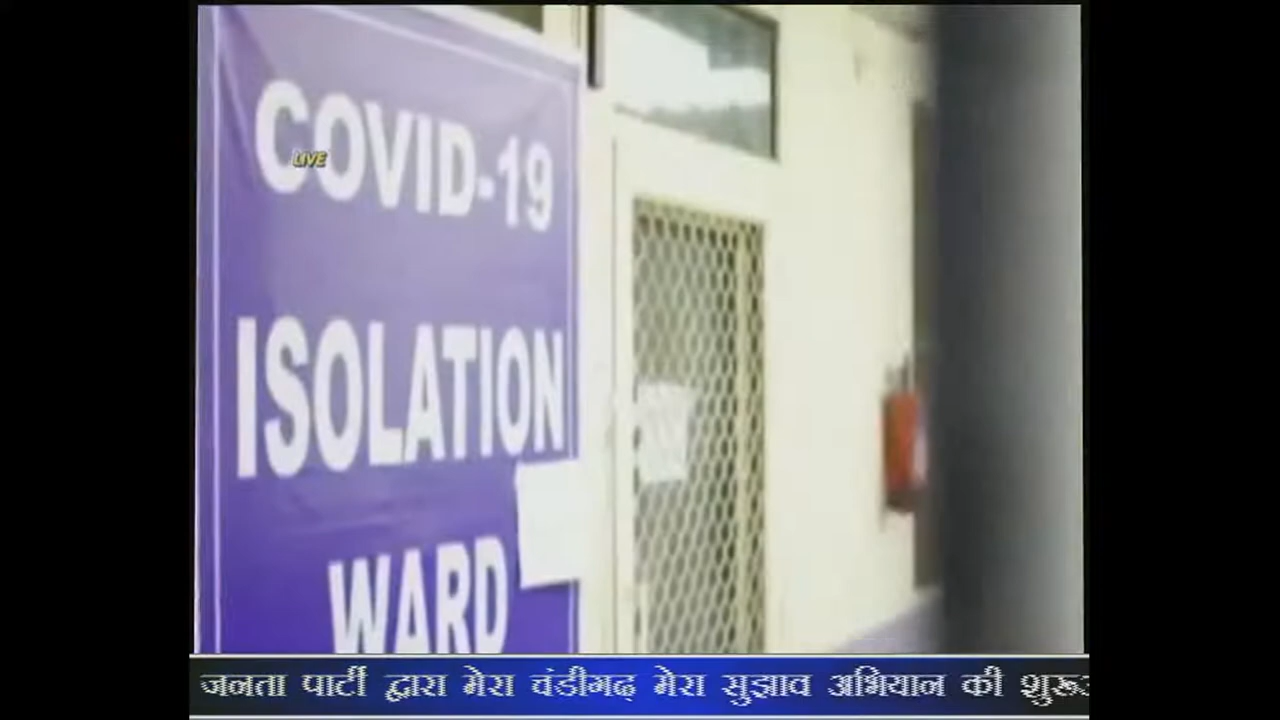 COVID-19
LIVE
ISOLATION
WARD
जनता पार्टी द्वारा मेरा चंडीगढ़ मेरा सुझाव अभियान की